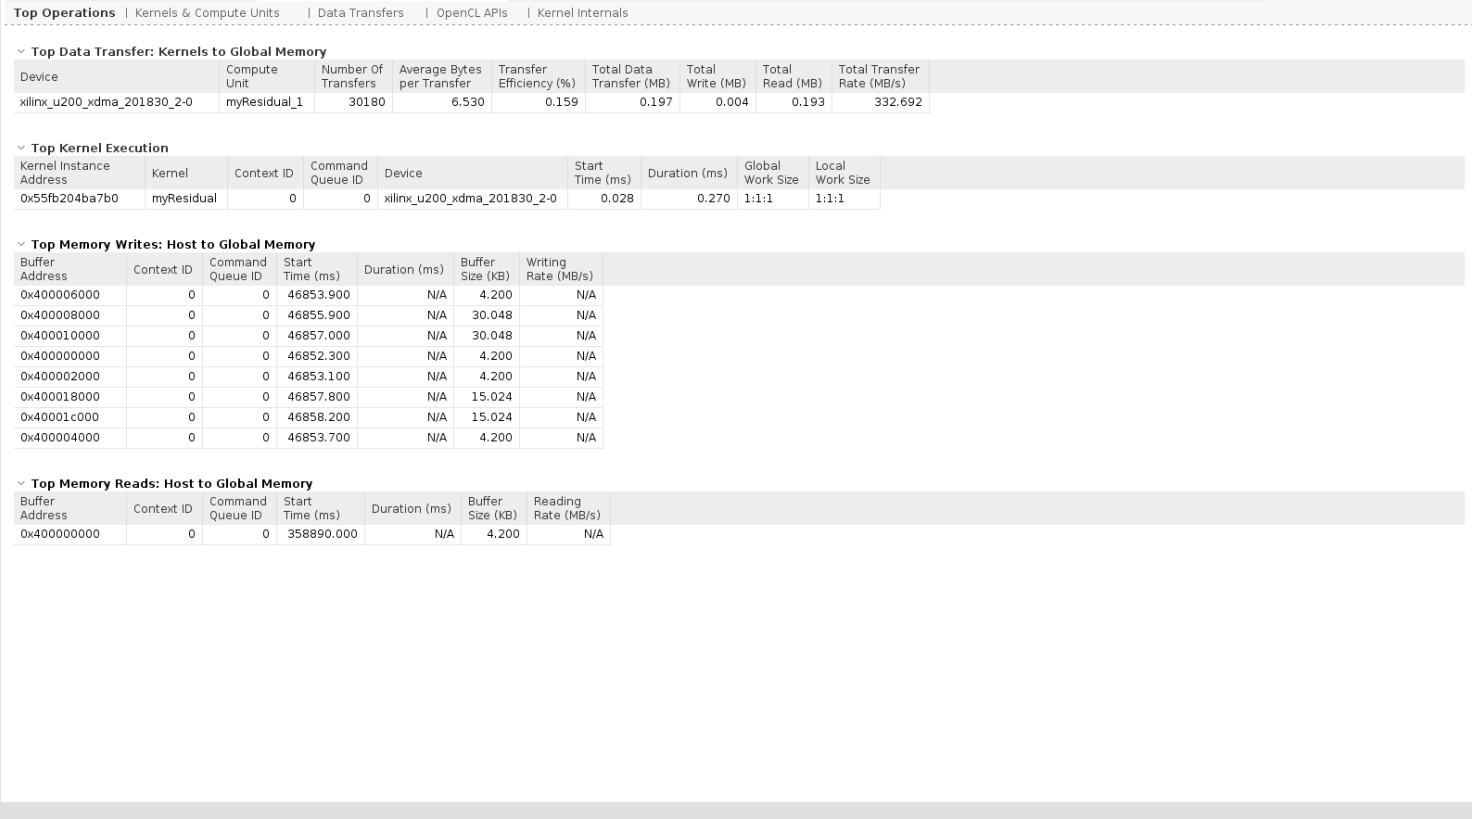 Top Operations | Kernels & Compute Units | Data Transfers | OpenCL APIs | Kernel Internals
Top Data Transfer: Kernels to Global Memory
Device Compute Unit Number Of Transfers Average Bytes per Transfer Transfer Efficiency (%) Total Data Transfer (MB) Total Write (MB) Total Read (MB) Total Transfer Rate (MB/s)
xilinx_u200_xdma_201830_2-0 myResidual_1 30180 6.530 0.159 0.197 0.004 0.193 332.692
Top Kernel Execution
Kernel Instance Address Kernel Context ID Command Queue ID Device Start Time (ms) Duration (ms) Global Work Size Local Work Size
0x55fb204ba7b0 myResidual 0 0 xilinx_u200_xdma_201830_2-0 0.028 0.270 1:1:1 1:1:1
Top Memory Writes: Host to Global Memory
Buffer Address Context ID Command Queue ID Start Time (ms) Duration (ms) Buffer Size (KB) Writing Rate (MB/s)
0x400006000 0 0 46853.900 N/A 4.200 N/A
0x400008000 0 0 46855.900 N/A 30.048 N/A
0x400010000 0 0 46857.000 N/A 30.048 N/A
0x400000000 0 0 46852.300 N/A 4.200 N/A
0x400002000 0 0 46853.100 N/A 4.200 N/A
0x400018000 0 0 46857.800 N/A 15.024 N/A
0x40001c000 0 0 46858.200 N/A 15.024 N/A
0x400004000 0 0 46853.700 N/A 4.200 N/A
Top Memory Reads: Host to Global Memory
Buffer Address Context ID Command Queue ID Start Time (ms) Duration (ms) Buffer Size (KB) Reading Rate (MB/s)
0x400000000 0 0 358890.000 N/A 4.200 N/A